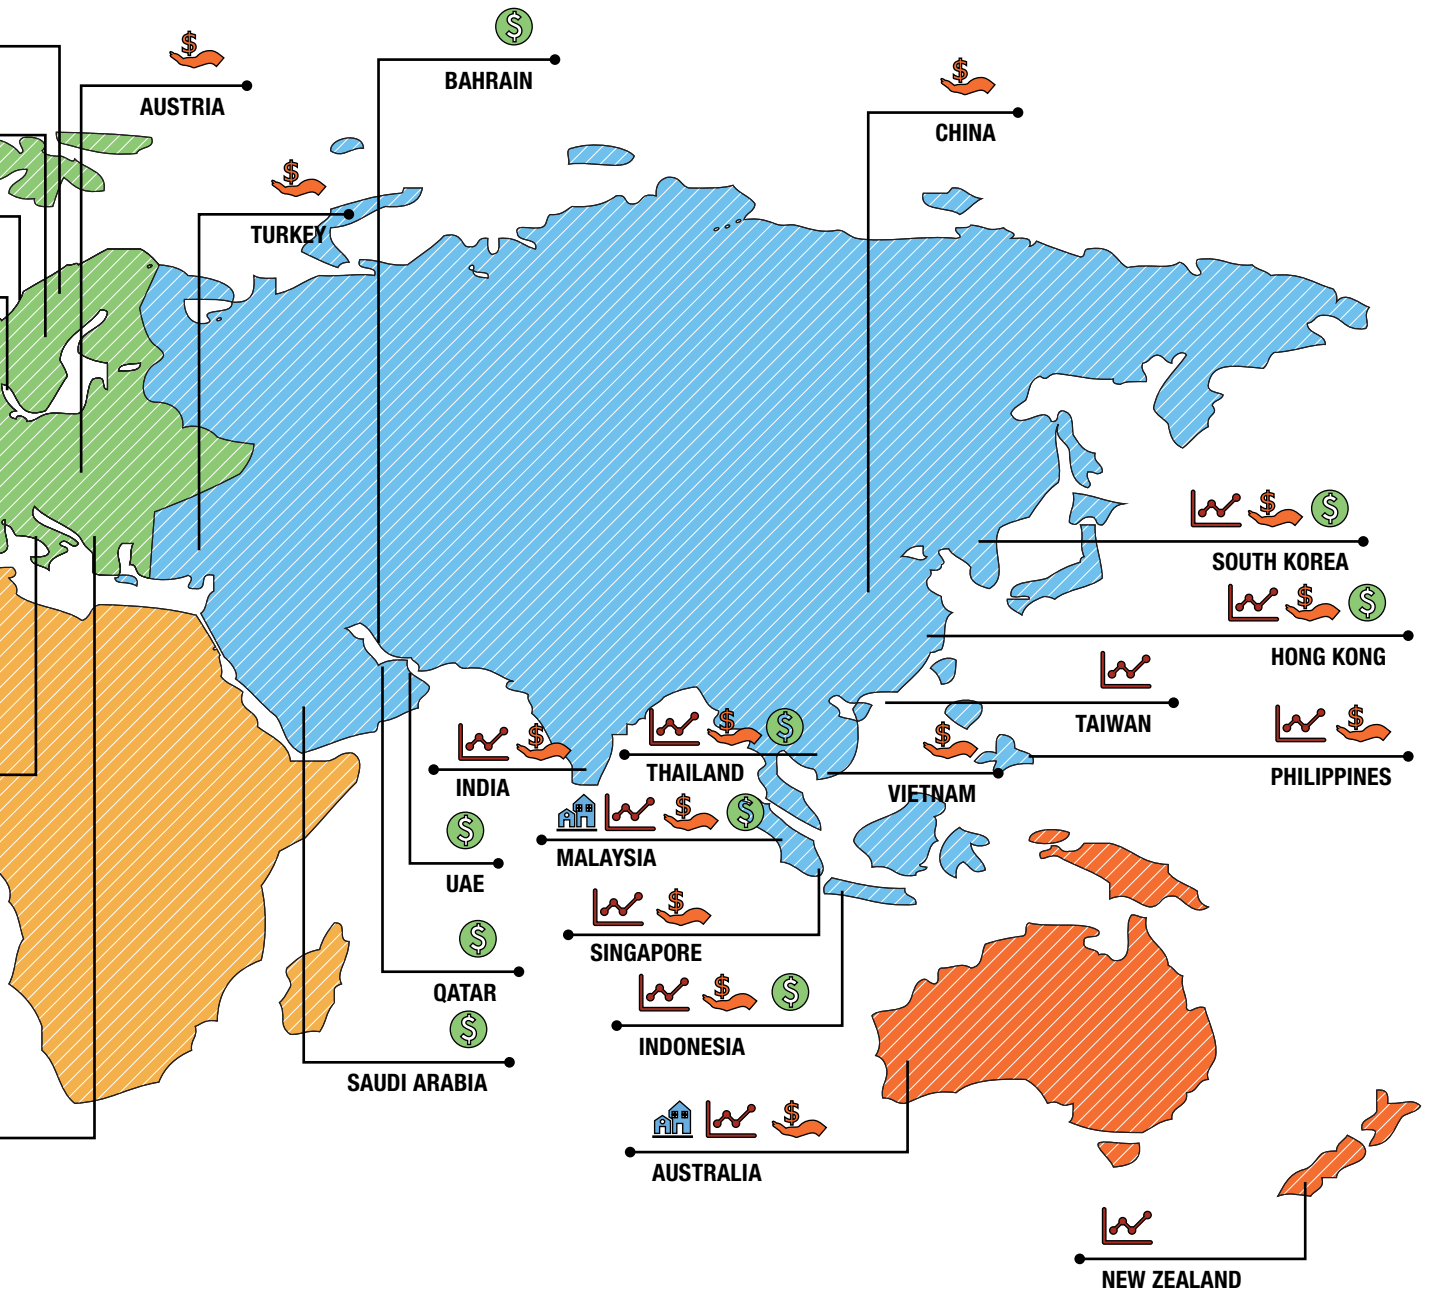 BAHRAIN
AUSTRIA
CHINA
TURKEY
SOUTH KOREA
HONG KONG
TAIWAN
PHILIPPINES
THAILAND
INDIA
VIETNAM
MALAYSIA
UAE
SINGAPORE
QATAR
INDONESIA
SAUDI ARABIA
AUSTRALIA
NEW ZEALAND